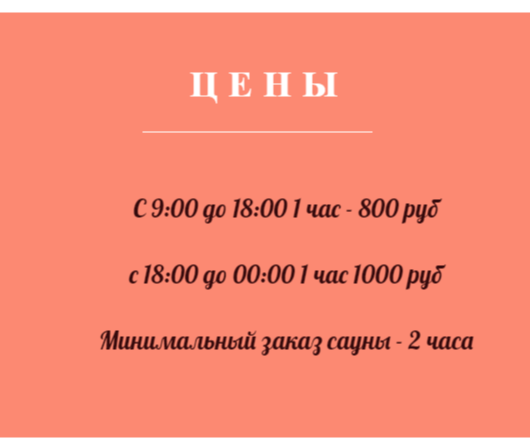 ЦЕНЫ
С 9:00 до 18:00 1 час - 800 руб
с 18:00 до 00:00 1 час 1000 руб
Минимальный заказ сауны - 2 часа